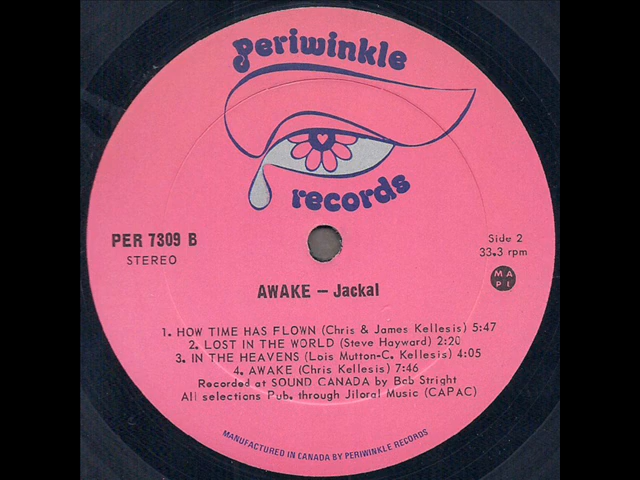 Periwinkle
records
PER 7309 B
STEREO
Side 2
33.3 rpm
MAPL
AWAKE – Jackal
1. HOW TIME HAS FLOWN (Chris & James Kellesis) 5:47
2. LOST IN THE WORLD (Steve Hayward) 2:20
3. IN THE HEAVENS (Lois Mutton-C. Kellesis) 4:05
4. AWAKE (Chris Kellesis) 7:46
Recorded at SOUND CANADA by Bob Stright
All selections Pub. through Jiloral Music (CAPAC)
MANUFACTURED IN CANADA BY PERIWINKLE RECORDS